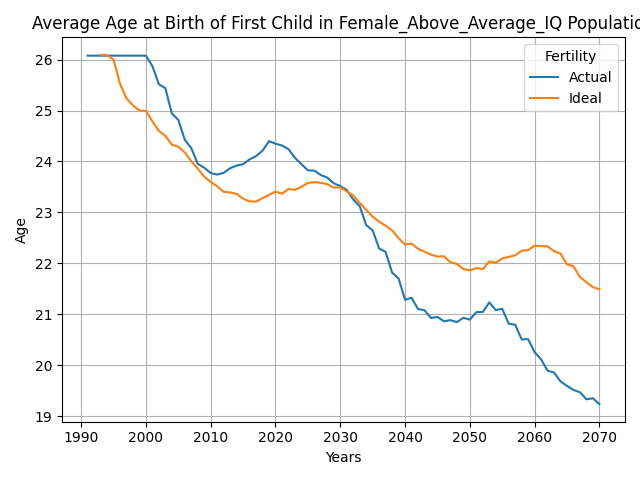 Average Age at Birth of First Child in Female_Above_Average_IQ Populatio
Fertility
Actual
Ideal
26
25
24
23
22
21
20
19
Age
1990 2000 2010 2020 2030 2040 2050 2060 2070
Years